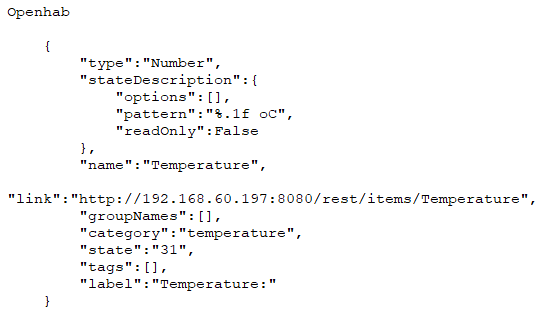 Openhab
{
"type":"Number",
"stateDescription":{
"options":[],
"pattern":"%.1f oC",
"readOnly":False
},
"name":"Temperature",
"link":"http://192.168.60.197:8080/rest/items/Temperature",
"groupNames":[],
"category":"temperature",
"state":"31",
"tags":[],
"label":"Temperature:"
}